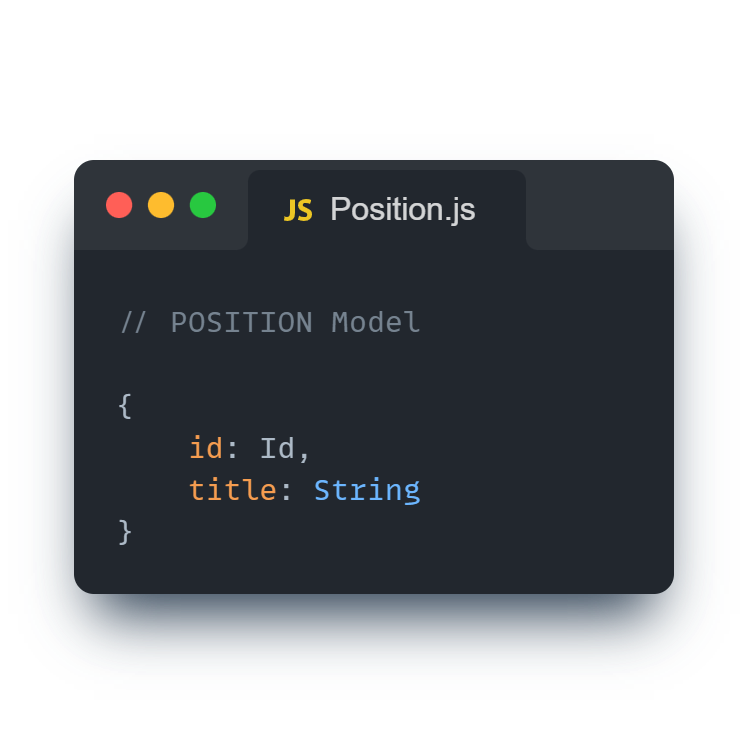 JS Position.js
// POSITION Model
{
    id: Id,
    title: String
}